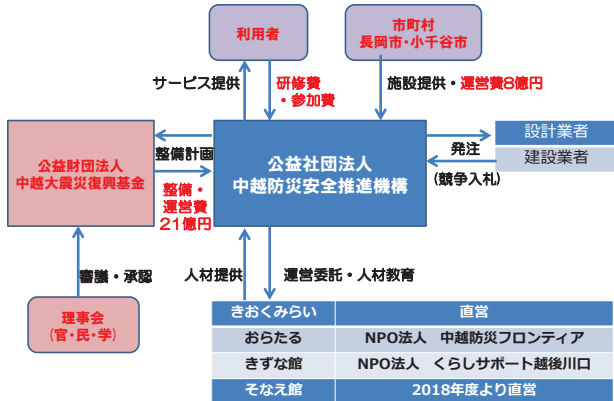 利用者
市町村
長岡市・小千谷市
サービス提供
研修費
・参加費
施設提供・運営費8億円
公益財団法人
中越大震災復興基金
整備計画
整備・
運営費
21億円
公益社団法人
中越防災安全推進機構
発注
(競争入札)
設計業者
建設業者
審議・承認
人材提供
運営委託・人材教育
理事会
(官・民・学)
きおくみらい 直営
おらたる NPO法人 中越防災フロンティア
きずな館 NPO法人 くらしサポート越後川口
そなえ館 2018年度より直営